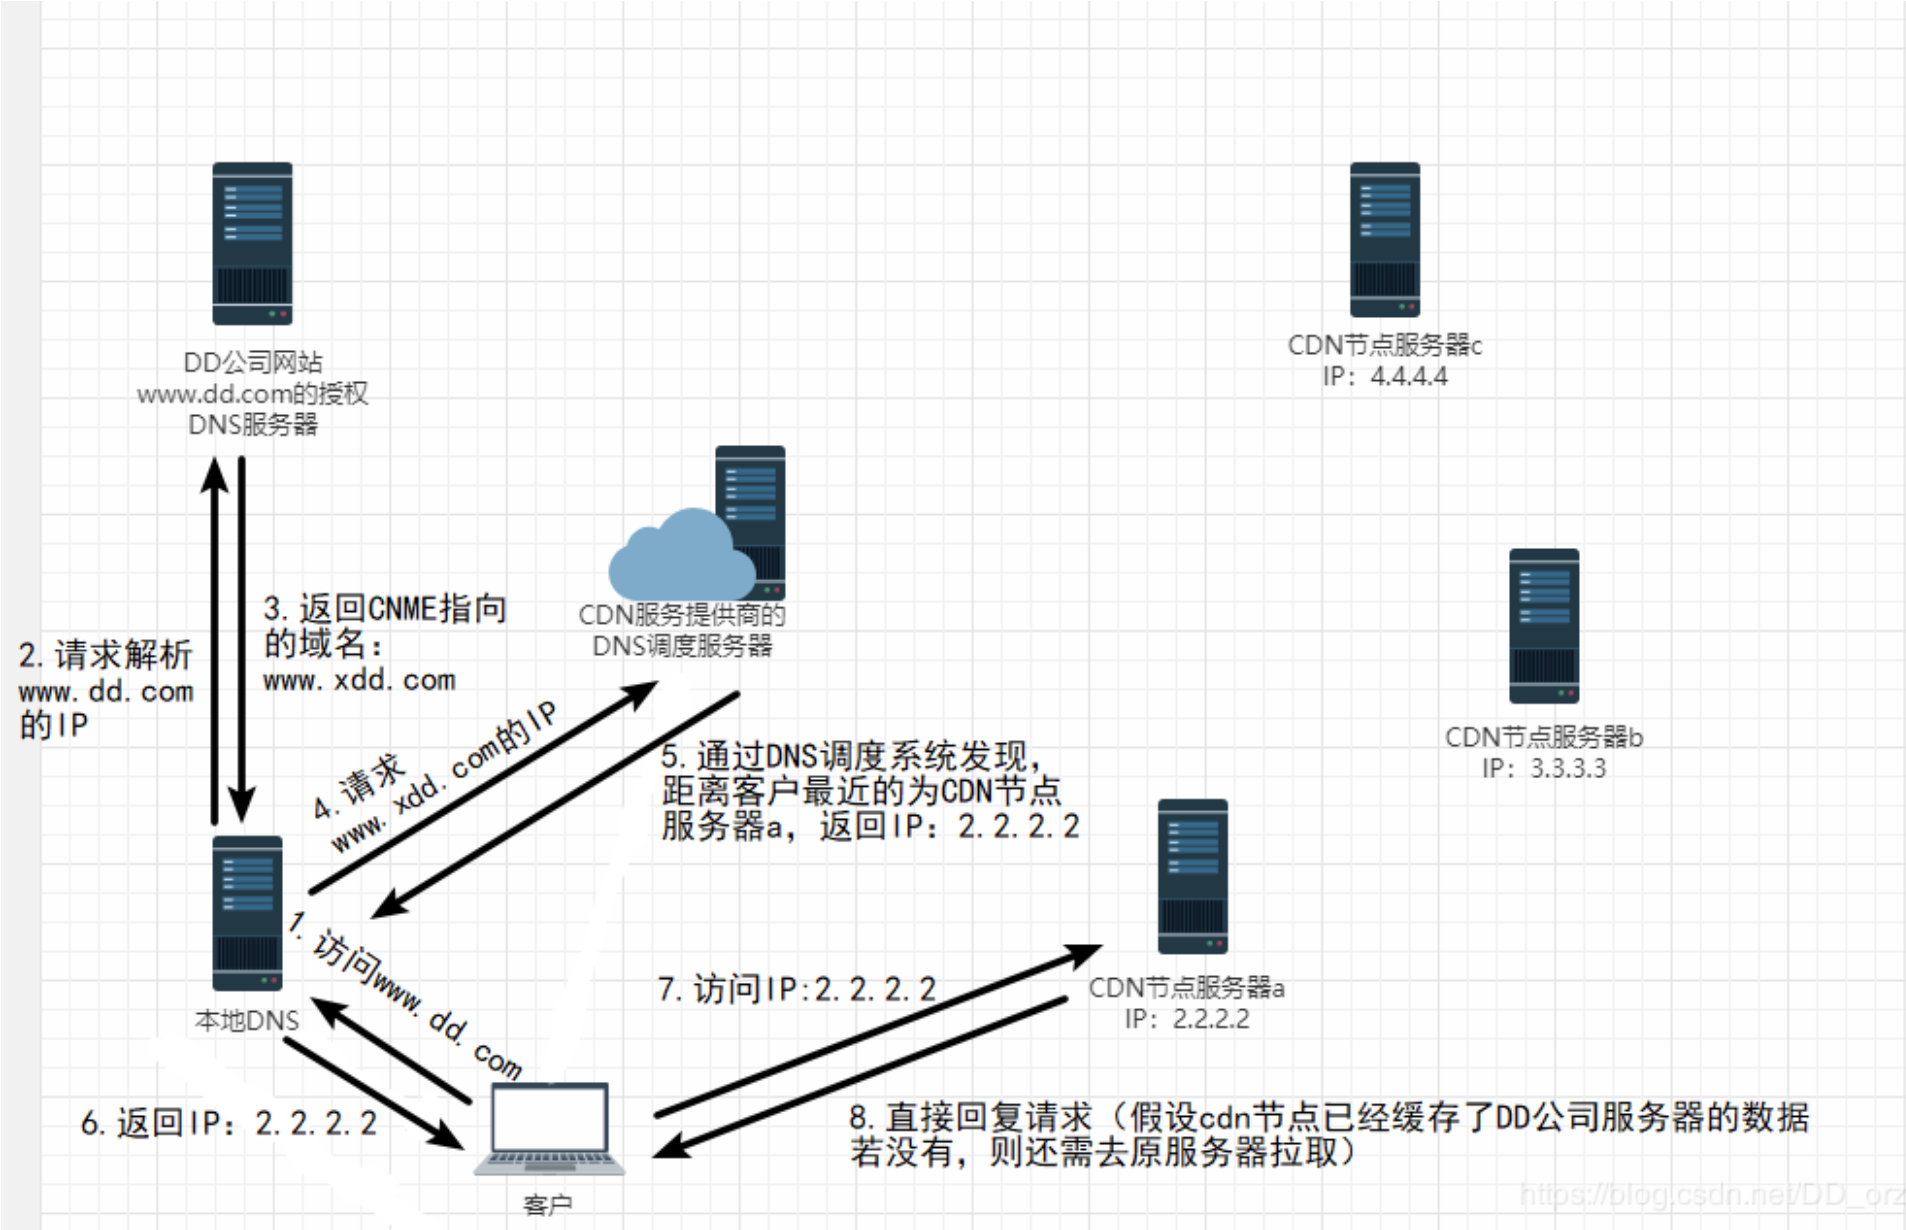 DD公司网站
www.dd.com的授权
DNS服务器
CDN节点服务器c
IP：4.4.4.4
CDN服务提供商的
DNS调度服务器
CDN节点服务器b
IP：3.3.3.3
2.请求解析
www.dd.com
的IP
3.返回CNME指向
的域名：
www.xdd.com
4.请求
www.xdd.com的IP
5.通过DNS调度系统发现，
距离客户最近的为CDN节点
服务器a，返回IP：2.2.2.2
本地DNS
1.访问www.dd.com
7.访问IP:2.2.2.2
CDN节点服务器a
IP：2.2.2.2
6.返回IP：2.2.2.2
8.直接回复请求（假设cdn节点已经缓存了DD公司服务器的数据
若没有，则还需去原服务器拉取）
客户
https://blog.csdn.net/DD_orz